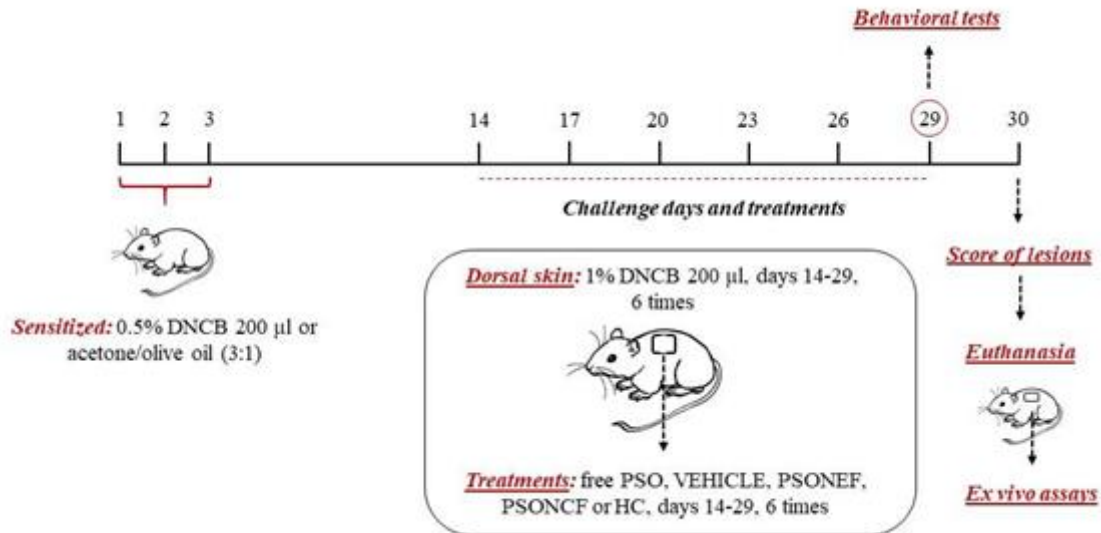 Behavioral tests
1 2 3 14 17 20 23 26 29 30
Challenge days and treatments
Sensitized: 0.5% DNCB 200 µl or
acetone/olive oil (3:1)
Dorsal skin: 1% DNCB 200 µl, days 14-29,
6 times
Treatments: free PSO, VEHICLE, PSONEF,
PSONCF or HC, days 14-29, 6 times
Score of lesions
Euthanasia
Ex vivo assays